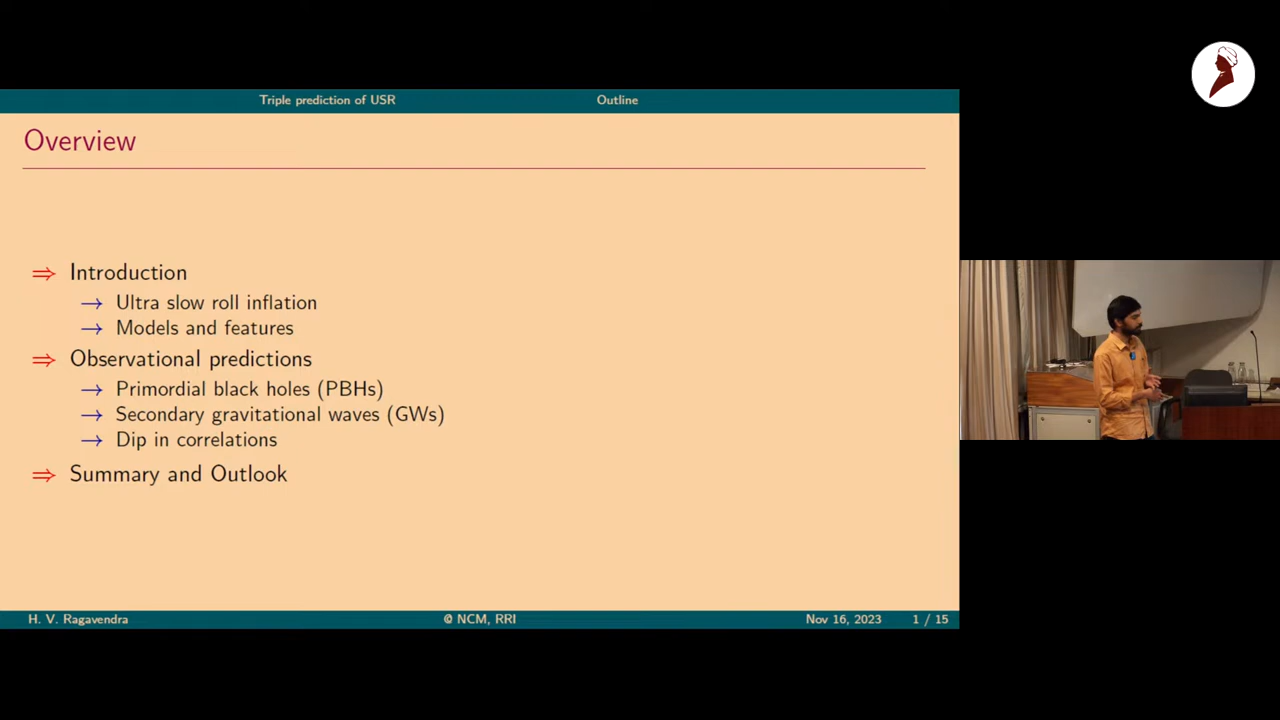 Triple prediction of USR Outline
Overview
⇒ Introduction
→ Ultra slow roll inflation
→ Models and features
⇒ Observational predictions
→ Primordial black holes (PBHs)
→ Secondary gravitational waves (GWs)
→ Dip in correlations
⇒ Summary and Outlook
H. V. Ragavendra @ NCM, RRI Nov 16, 2023 1 / 15